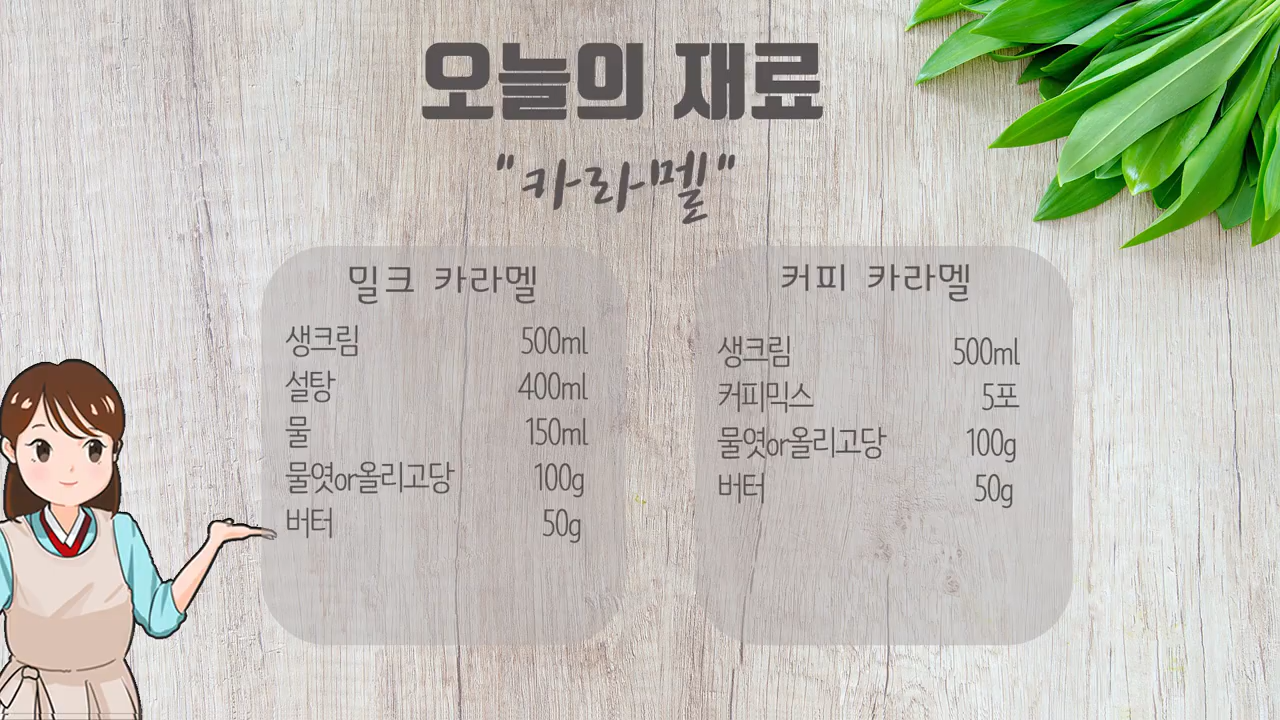 오늘의 재료
"카라멜"
밀크 카라멜
생크림 500ml
설탕 400ml
물 150ml
물엿or올리고당 100g
버터 50g
커피 카라멜
생크림 500ml
커피믹스 5포
물엿or올리고당 100g
버터 50g